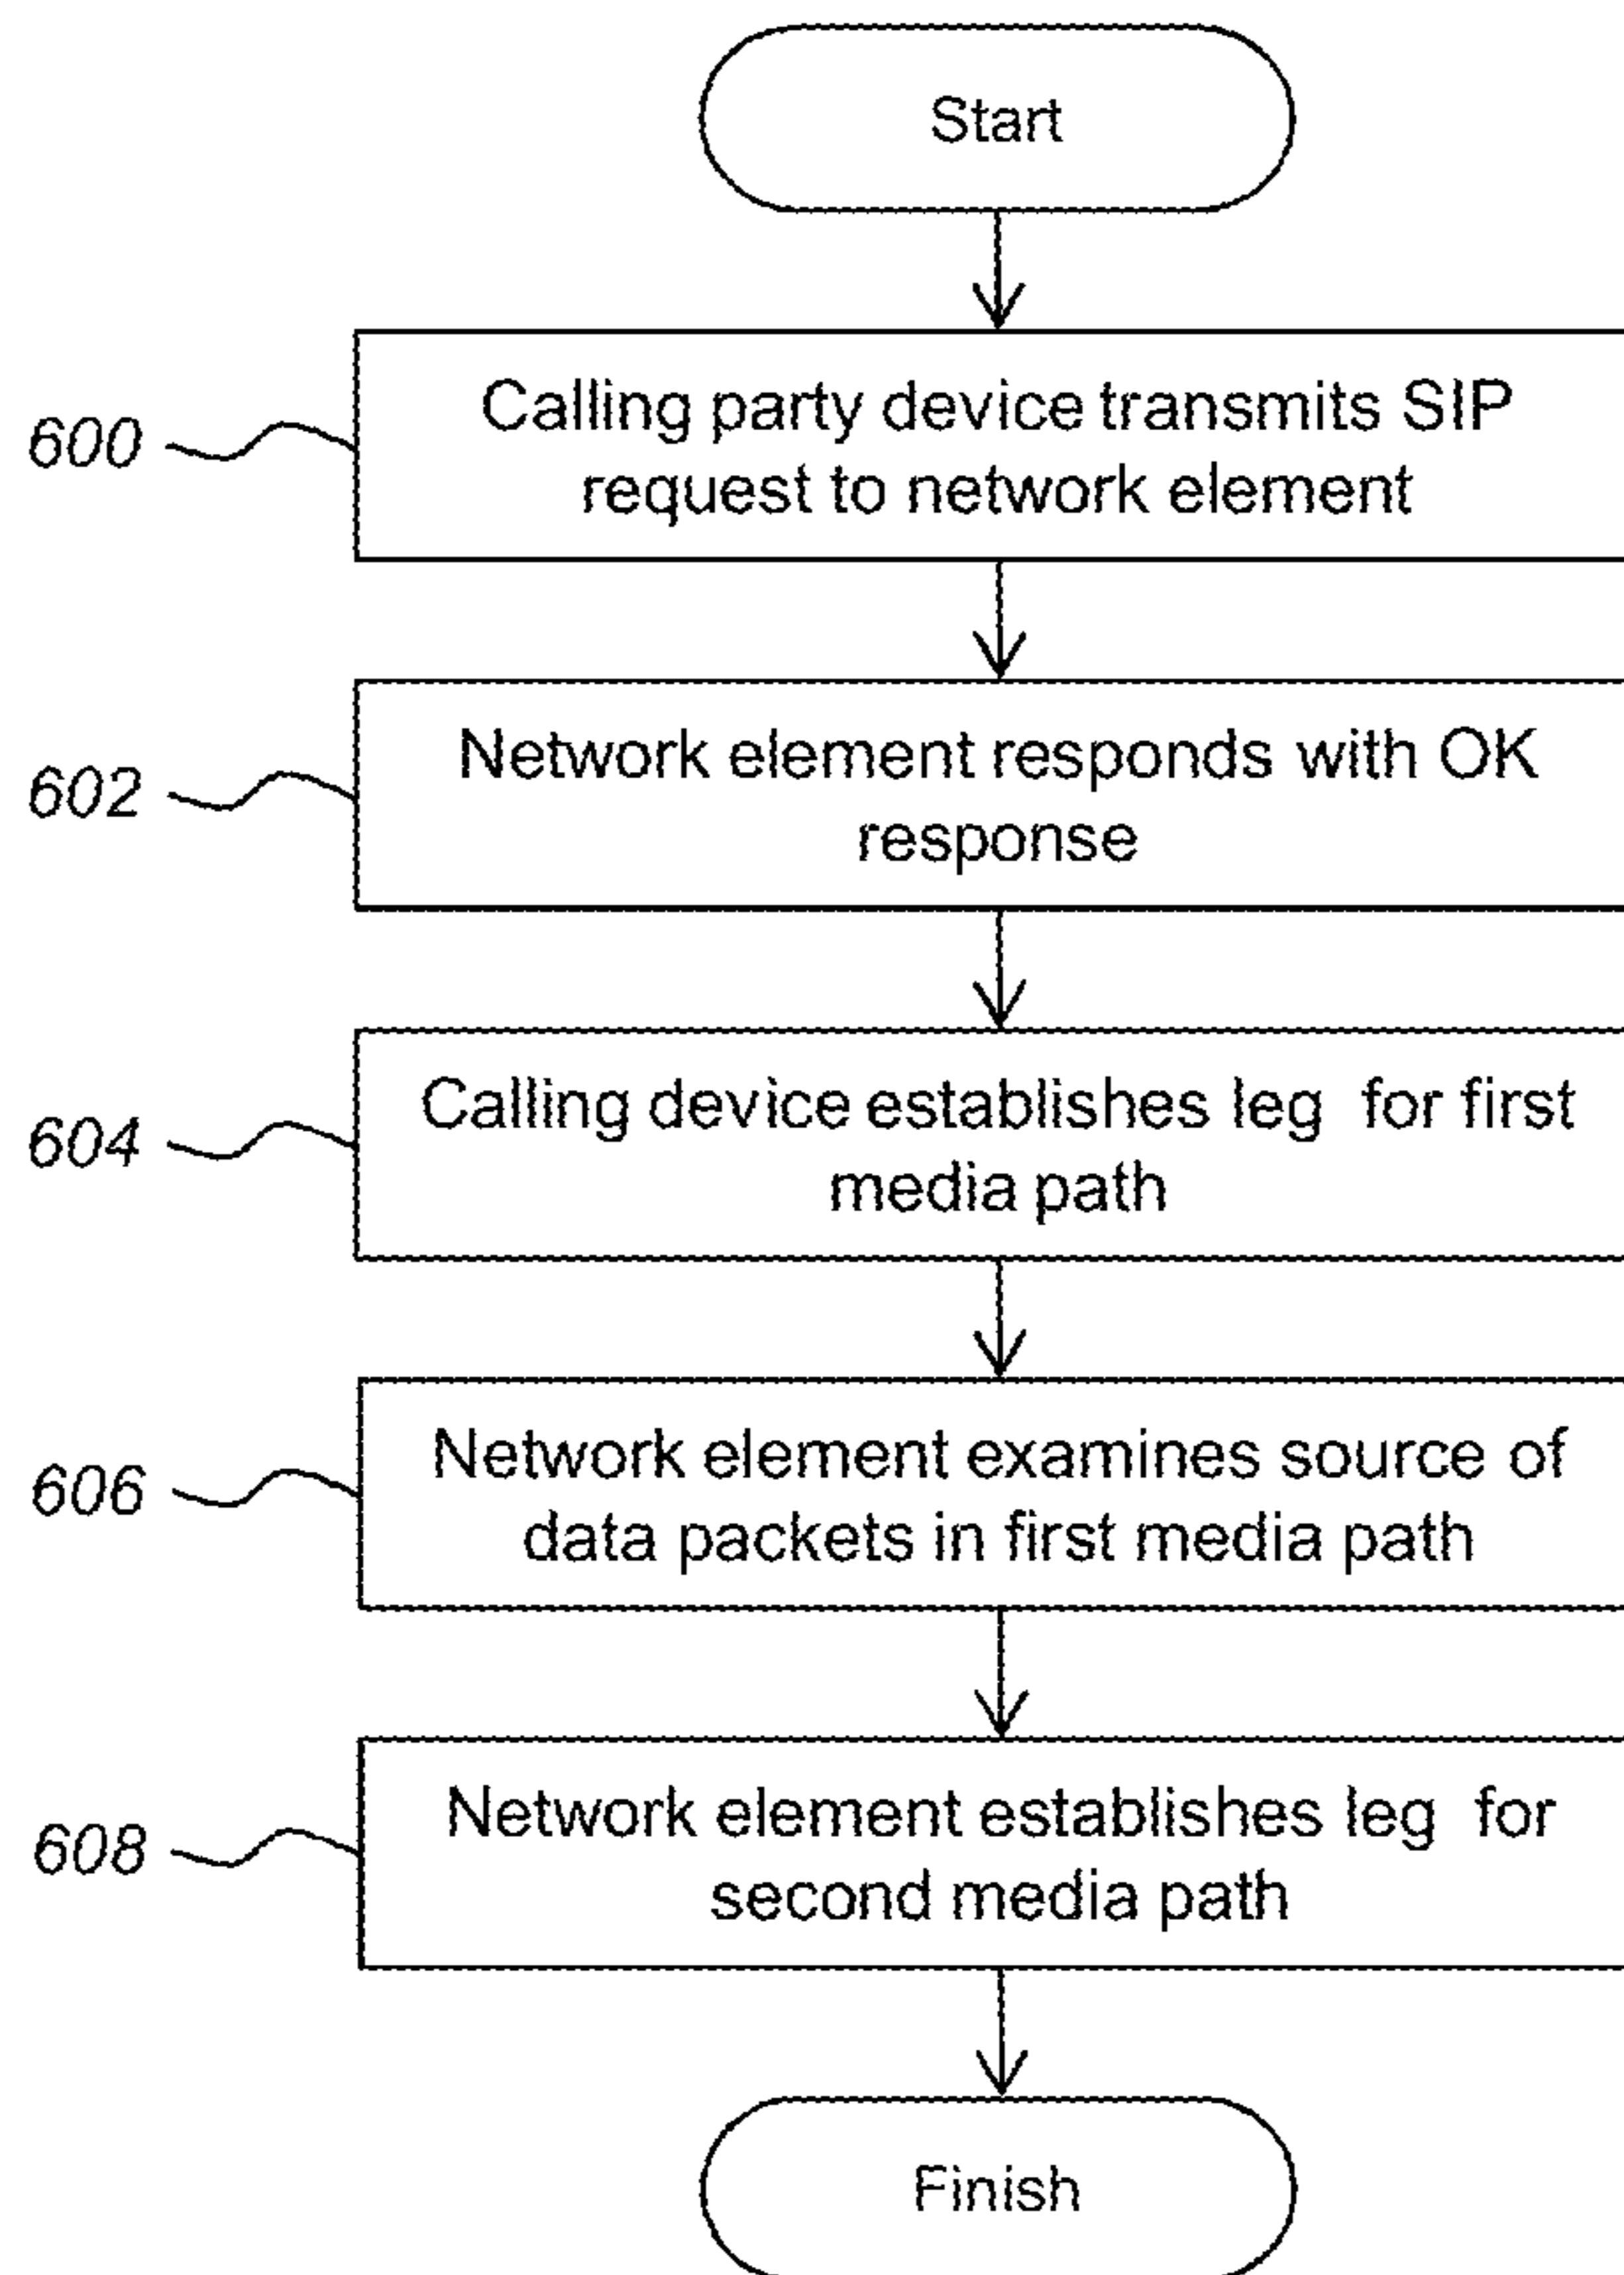 Start
600
Calling party device transmits SIP
request to network element
602
Network element responds with OK
response
604
Calling device establishes leg for first
media path
606
Network element examines source of
data packets in first media path
608
Network element establishes leg for
second media path
Finish